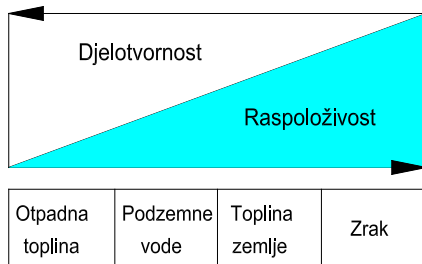 Djelotvornost
Raspoloživost
Otpadna
toplina
Podzemne
vode
Toplina
zemlje
Zrak